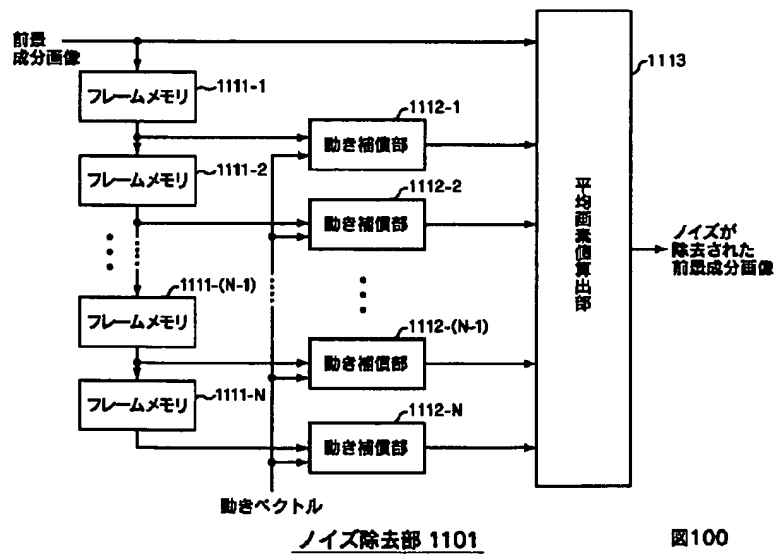 前景
成分画像
フレームメモリ
1111-1
1113
1112-1
動き補償部
フレームメモリ
1111-2
1112-2
動き補償部
平均画素値算出部
ノイズが
除去された
前景成分画像
1111-(N-1)
フレームメモリ
1112-(N-1)
動き補償部
フレームメモリ
1111-N
1112-N
動き補償部
動きベクトル
ノイズ除去部 1101
図100